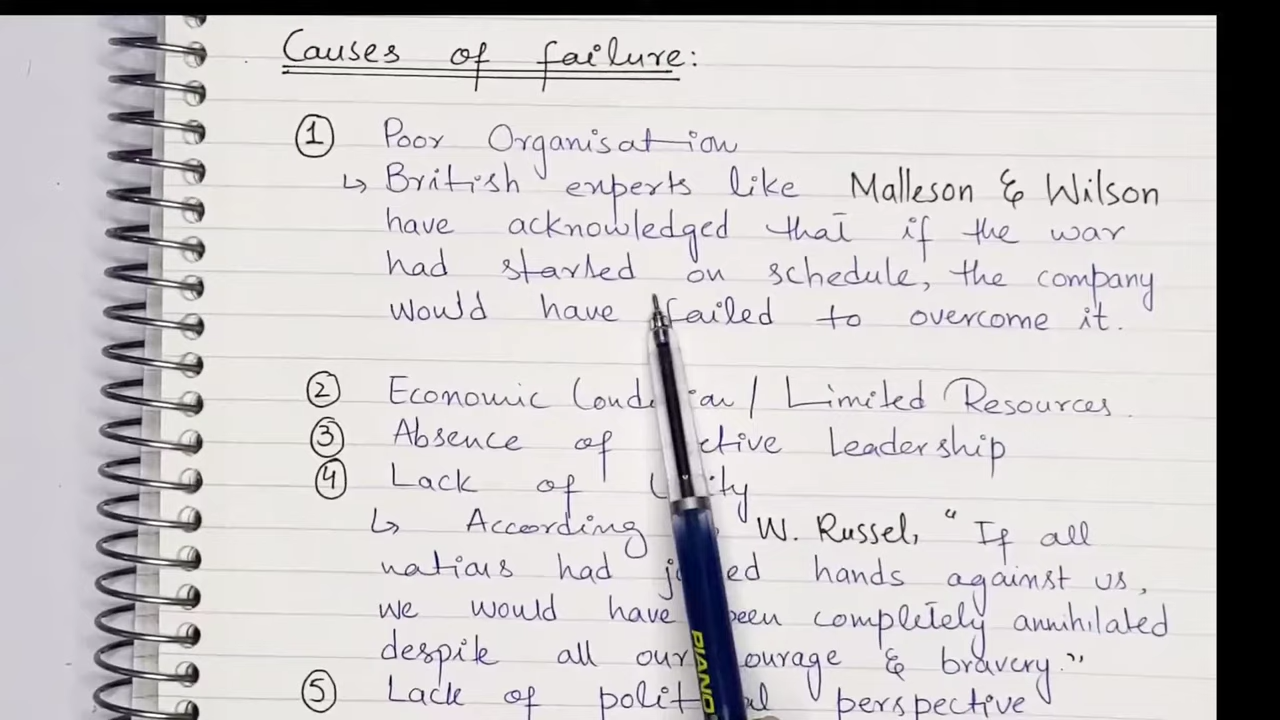 Causes of failure:
① Poor Organisation
↳ British experts like Malleson & Wilson
have acknowledged that if the war
had started on schedule, the company
would have failed to overcome it.
② Economic / Limited Resources.
③ Absence of Leadership
④ Lack of
↳ According W. Russel, "If all
nations had hands against us,
we would have been completely annihilated
despite all our & bravery."
⑤ Lack of perspective
PIANO